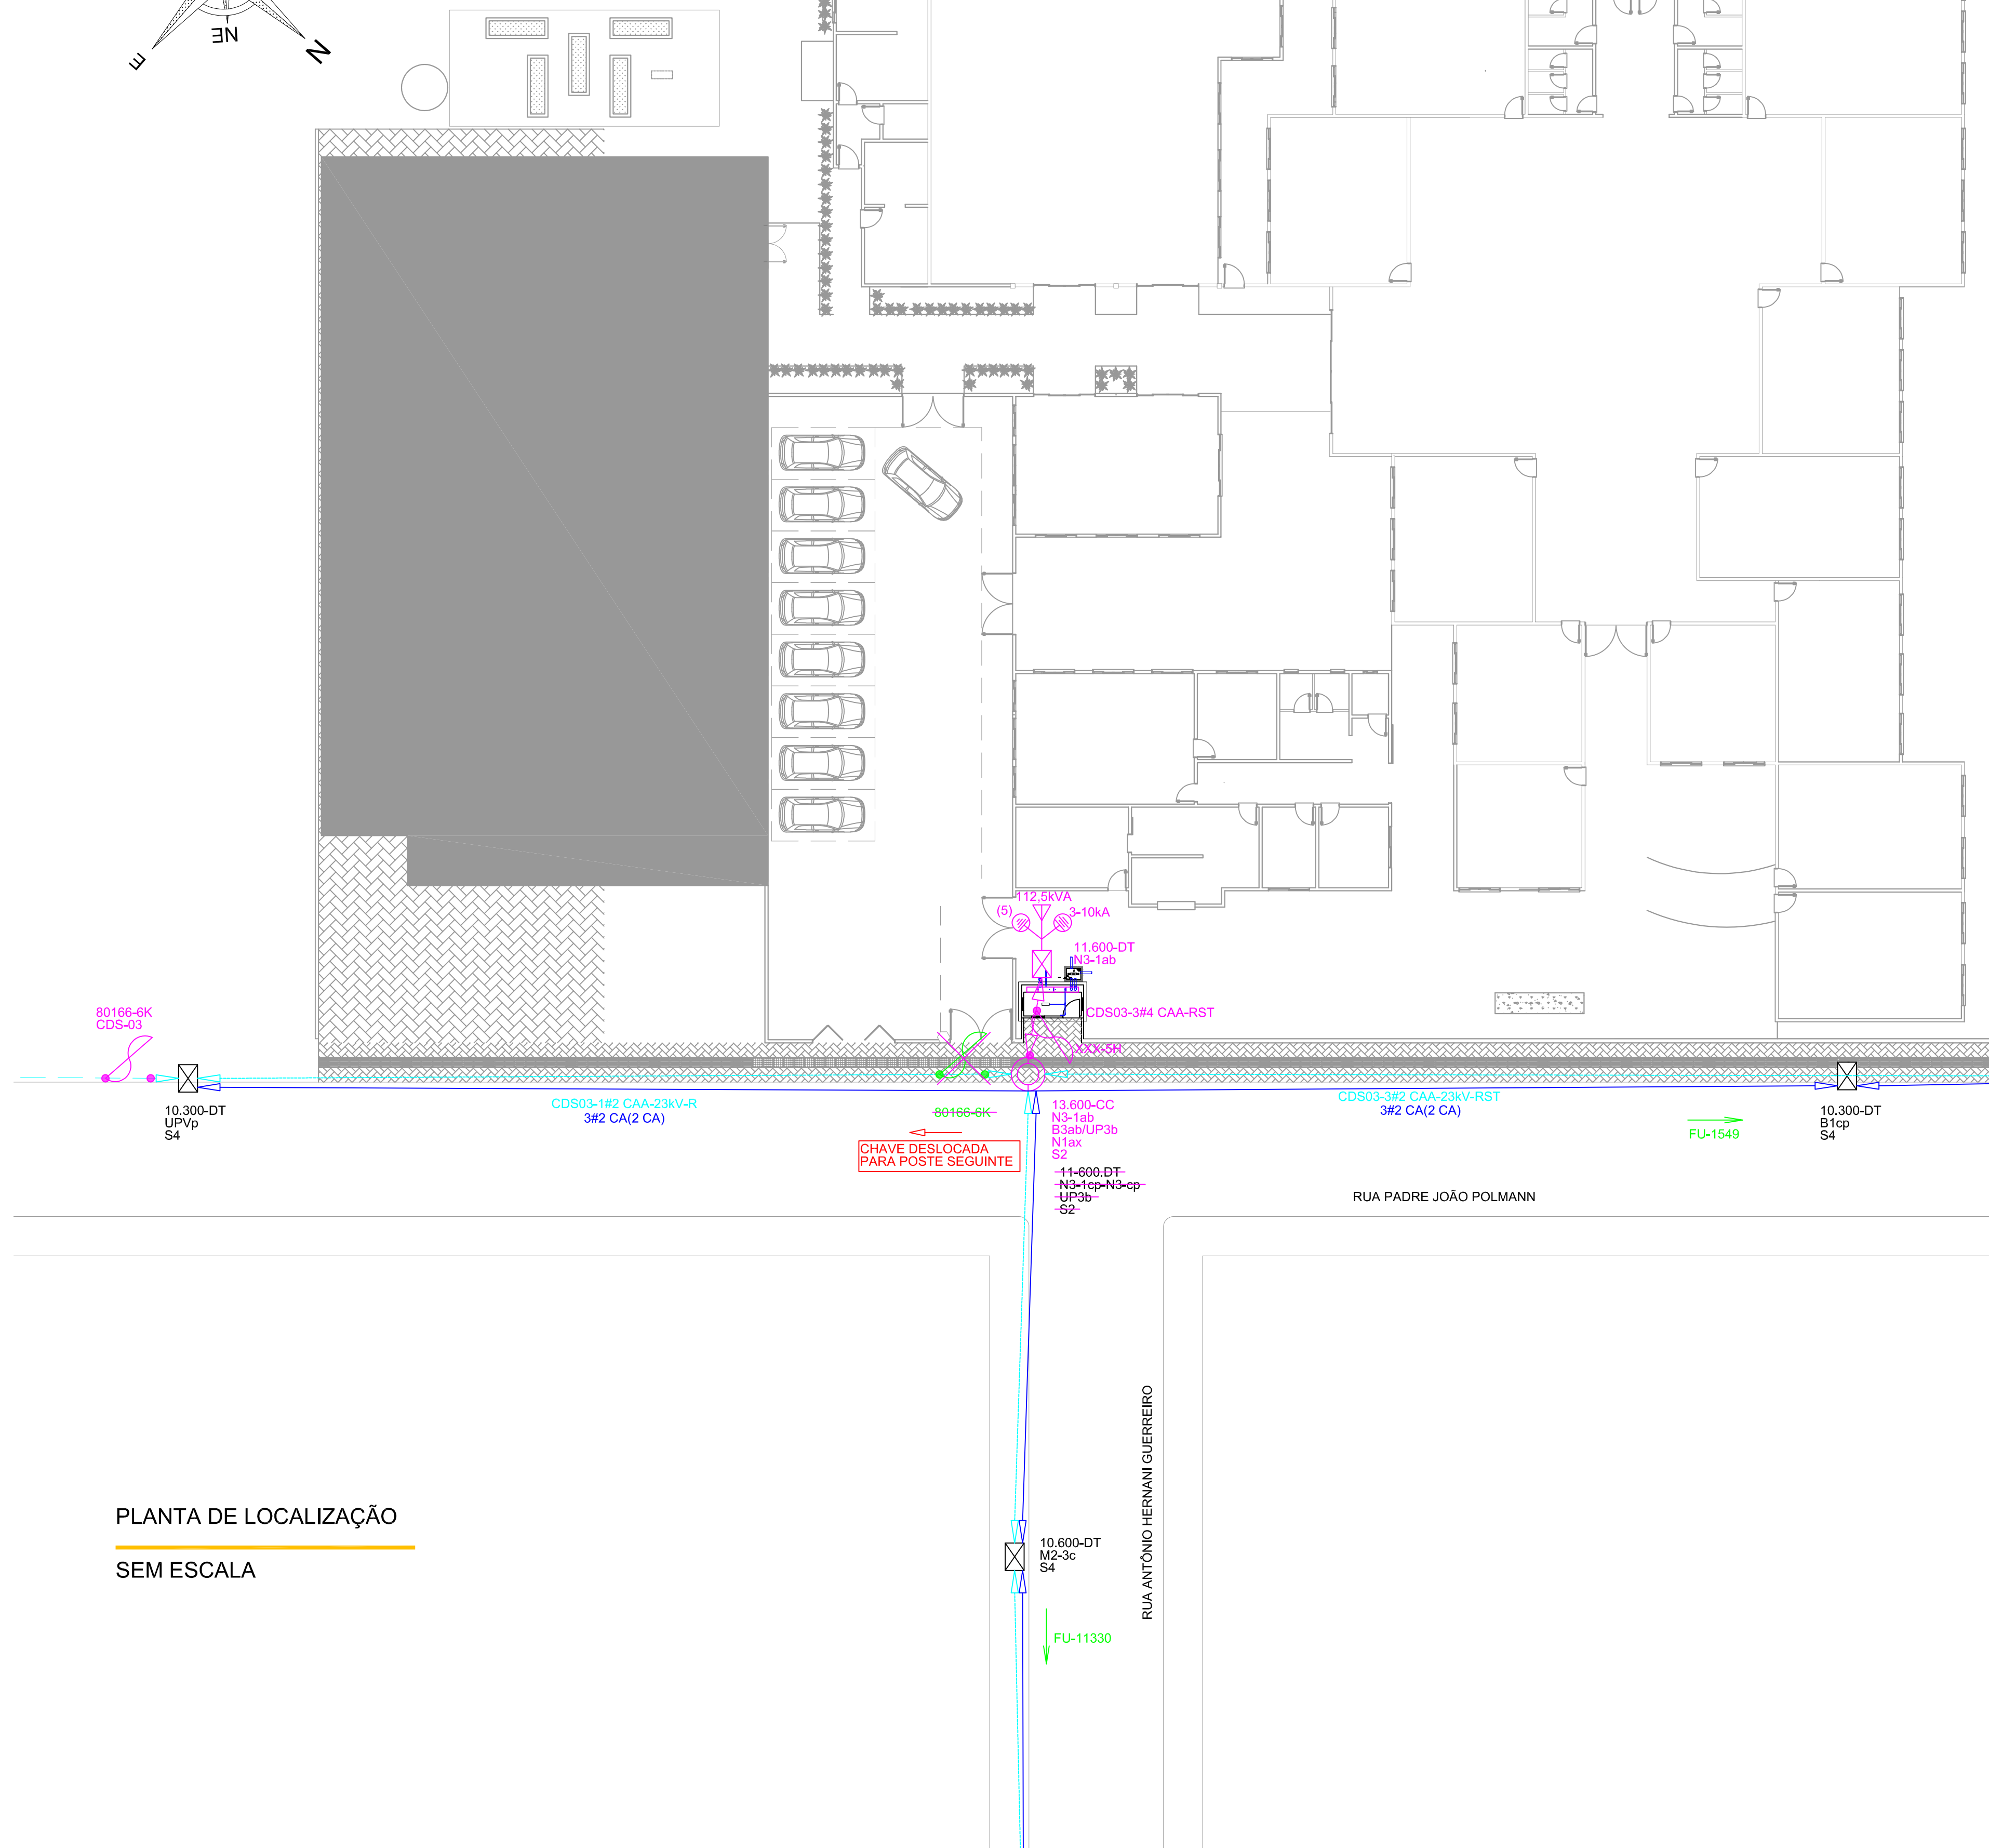 NE
E
N
112,5kVA
(5)
3-10kA
11.600-DT
N3-1ab
CDS03-3#4 CAA-RST
XXX-5H
80166-6K
CDS-03
10.300-DT
UPVp
S4
CDS03-1#2 CAA-23kV-R
3#2 CA(2 CA)
80166-6K
CHAVE DESLOCADA
PARA POSTE SEGUINTE
13.600-CC
N3-1ab
B3ab/UP3b
N1ax
S2
11-600.DT
N3-1cp-N3-cp
UP3b
S2
CDS03-3#2 CAA-23kV-RST
3#2 CA(2 CA)
FU-1549
10.300-DT
B1cp
S4
RUA PADRE JOÃO POLMANN
RUA ANTÔNIO HERNANI GUERREIRO
10.600-DT
M2-3c
S4
FU-11330
PLANTA DE LOCALIZAÇÃO
SEM ESCALA